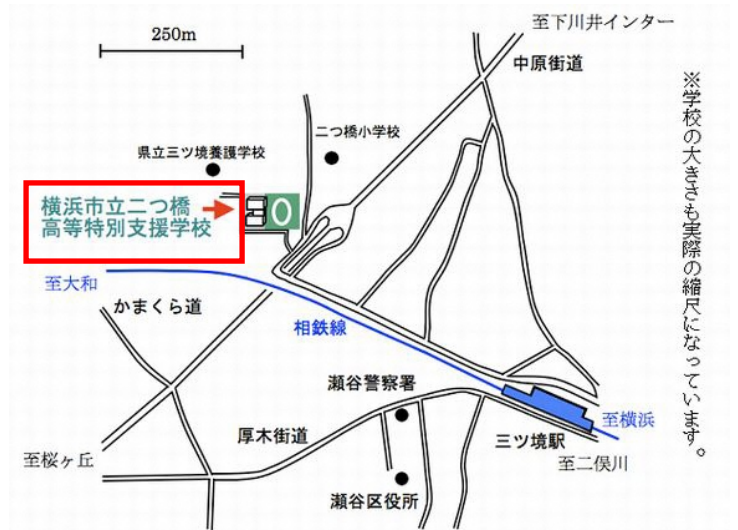 250m
至下川井インター
中原街道
二つ橋小学校
県立三ツ境養護学校
横浜市立二つ橋
高等特別支援学校
至大和
かまくら道
相鉄線
瀬谷警察署
厚木街道
至横浜
三ツ境駅
至桜ヶ丘
至二俣川
瀬谷区役所
※学校の大きさも実際の縮尺になっています。